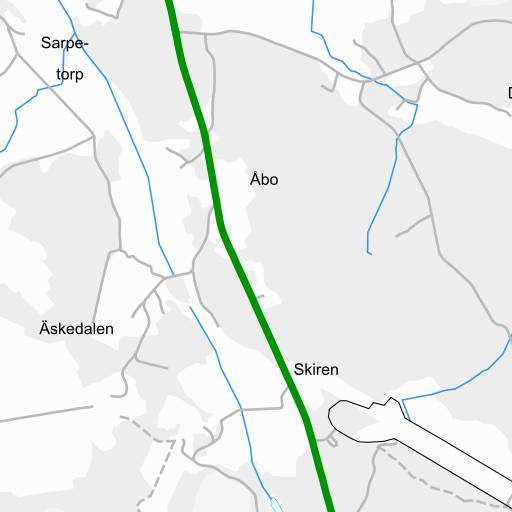 Sarpe-
torp
D
Åbo
Äskedalen
Skiren